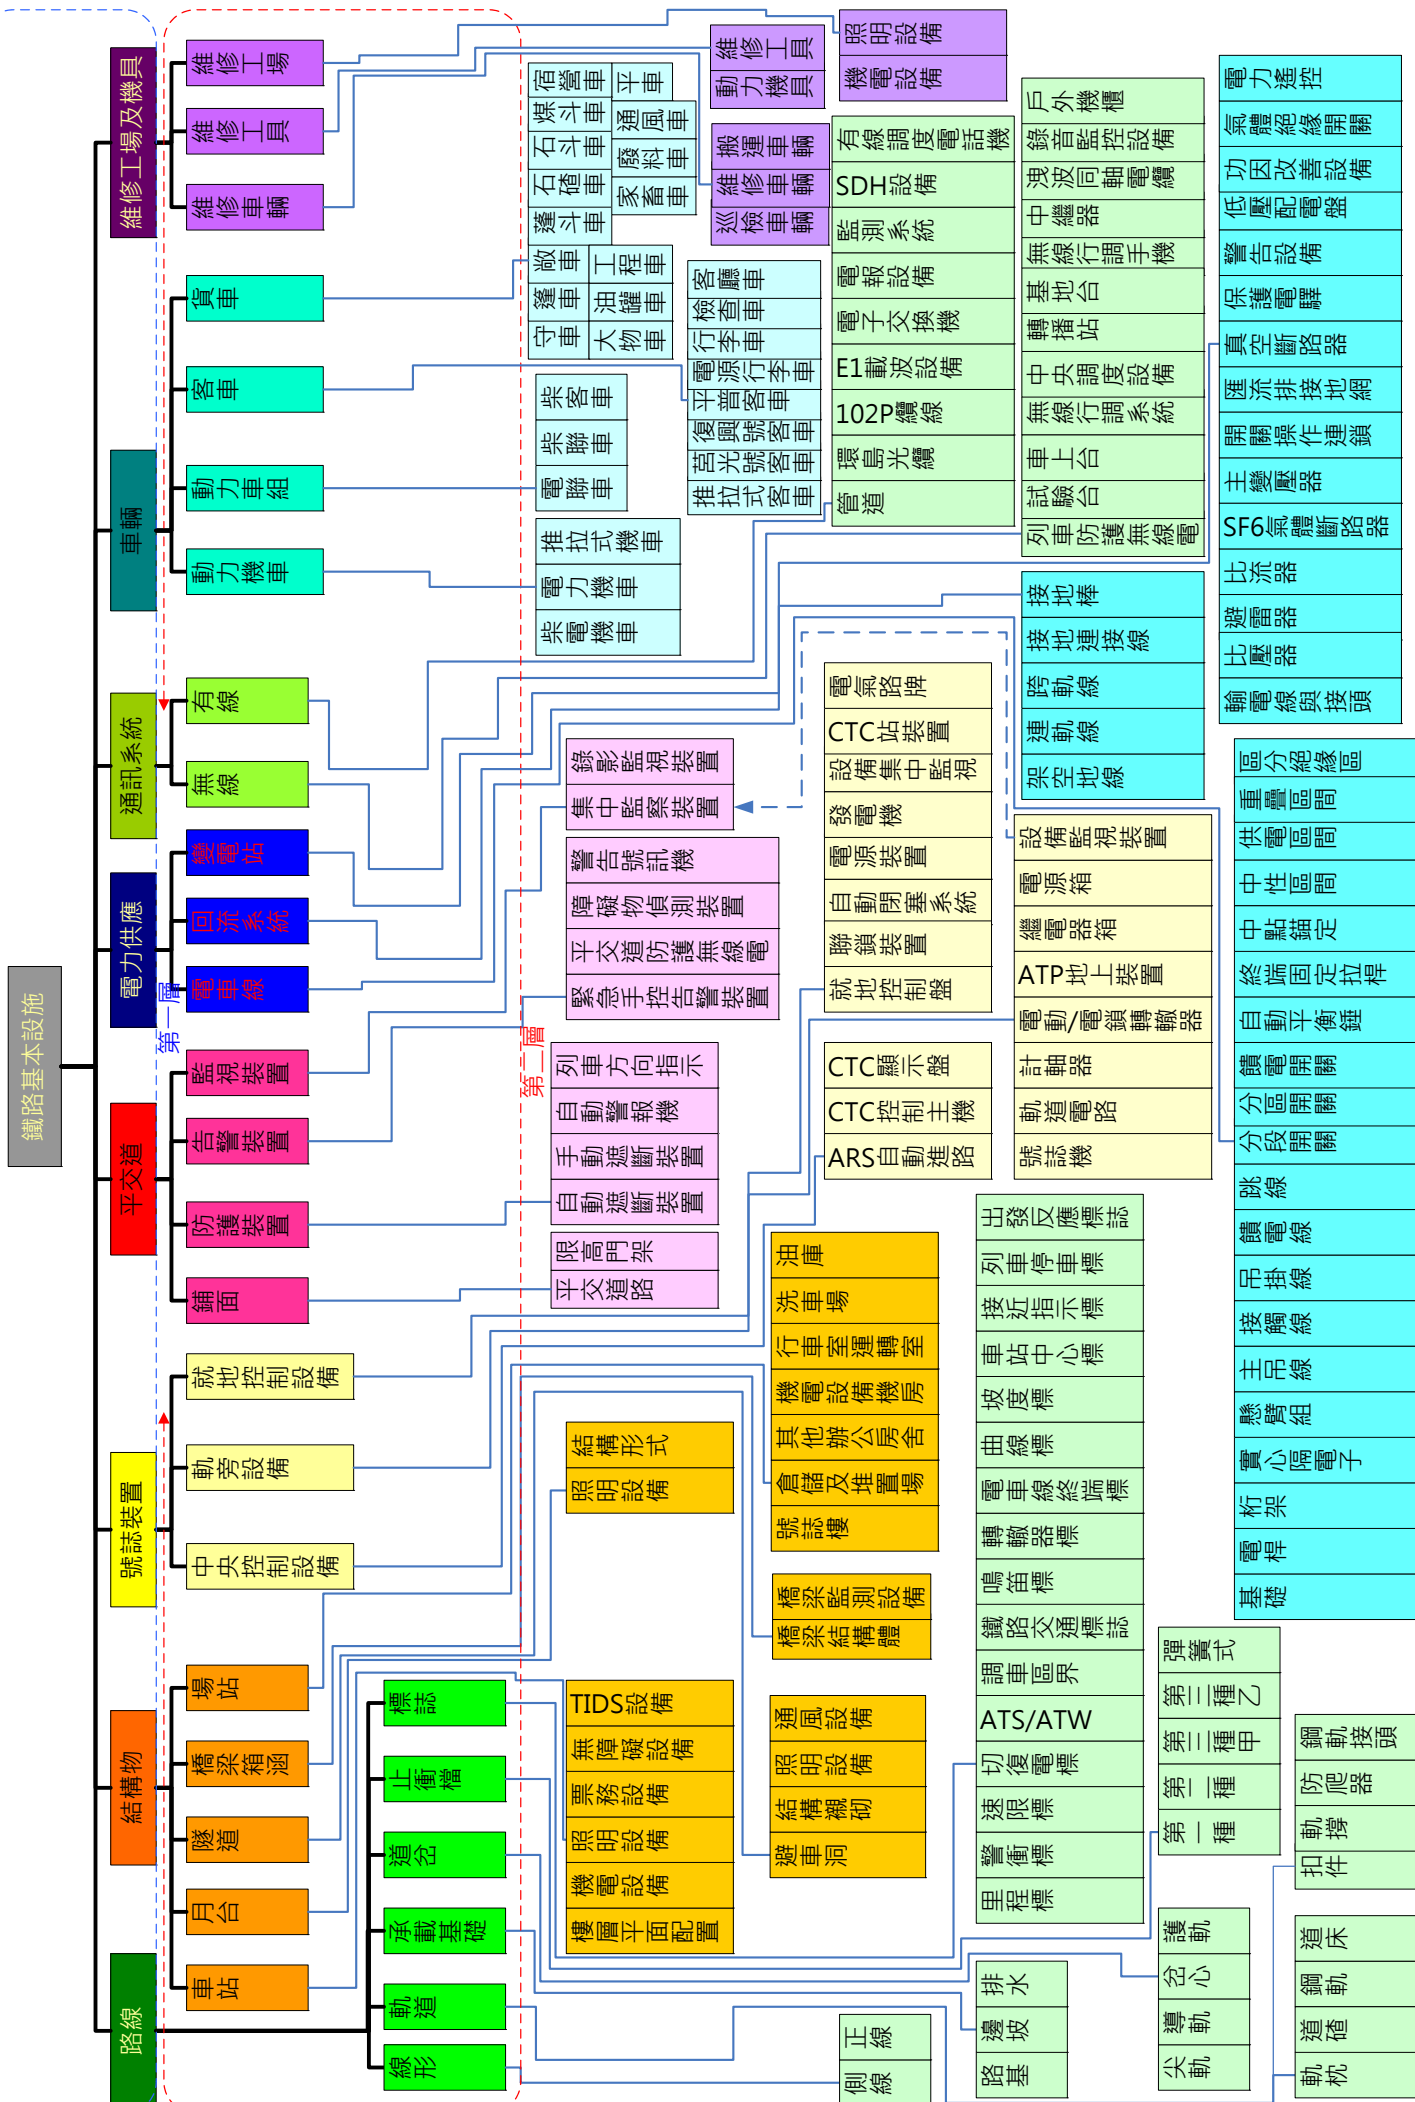 鐵路基本設施
第一層
第二層
路線
結構物
號誌裝置
平交道
電力供應
通訊系統
車輛
維修工場及機具
線形
軌道
承載基礎
道岔
止衝檔
標誌
車站
月台
隧道
橋梁箱涵
場站
中央控制設備
軌旁設備
就地控制設備
鋪面
防護裝置
告警裝置
監視裝置
電車線
回流系統
變電站
無線
有線
動力機車
動力車組
客車
貨車
維修車輛
維修工具
維修工場
側線
正線
軌枕
道碴
鋼軌
道床
扣件
軌撐
防爬器
鋼軌接頭
路基
邊坡
排水
尖軌
導軌
岔心
護軌
第一種
第二種
第三種甲
第三種乙
彈簧式
里程標
警衝標
速限標
切復電標
ATS/ATW
調車區界
鐵路交通標誌
鳴笛標
轉轍器標
電車線終端標
曲線標
坡度標
車站中心標
接近指示標
列車停車標
出發反應標誌
樓層平面配置
機電設備
照明設備
票務設備
無障礙設備
TIDS設備
照明設備
結構形式
避車洞
結構襯砌
照明設備
通風設備
橋梁結構體
橋梁監測設備
號誌樓
倉儲及堆置場
其他辦公房舍
機電設備機房
行車室運轉室
洗車場
油庫
ARS自動進路
CTC控制主機
CTC顯示盤
號誌機
軌道電路
計軸器
電動/電鎖轉轍器
ATP地上裝置
繼電器箱
電源箱
設備監視裝置
就地控制盤
聯鎖裝置
自動閉塞系統
電源裝置
發電機
設備集中監視
CTC站裝置
電氣路牌
平交道路
限高門架
自動遮斷裝置
手動遮斷裝置
自動警報機
列車方向指示
緊急手控告警裝置
平交道防護無線電
障礙物偵測裝置
警告號訊機
集中監察裝置
錄影監視裝置
基礎
電桿
桁架
實心隔電子
懸臂組
主吊線
接觸線
吊掛線
饋電線
跳線
分段開關
分區開關
饋電開關
自動平衡錘
終端固定拉桿
中點錨定
中性區間
供電區間
重疊區間
區分絕緣區
架空地線
連軌線
跨軌線
接地連接線
接地棒
輸電線與接頭
比壓器
避雷器
比流器
SF6氣體斷路器
主變壓器
開關操作連鎖
匯流排接地網
真空斷路器
保護電驛
警告設備
低壓配電盤
功因改善設備
氣體絕緣開關
電力遙控
列車防護無線電
試驗台
車上台
無線行調系統
中央調度設備
轉播站
基地台
無線行調手機
中繼器
洩波同軸電纜
錄音監控設備
戶外機櫃
管道
環島光纜
102P纜線
E1載波設備
電子交換機
電報設備
監測系統
SDH設備
有線調度電話機
柴電機車
電力機車
推拉式機車
電聯車
柴聯車
柴客車
推拉式客車
莒光號客車
復興號客車
平普客車
電源行李車
行李車
檢查車
客廳車
守車
篷車
敞車
蓬斗車
石碴車
石斗車
煤斗車
宿營車
大物車
油罐車
工程車
家畜車
廢料車
通風車
平車
巡檢車輛
維修車輛
搬運車輛
動力機具
維修工具
機電設備
照明設備